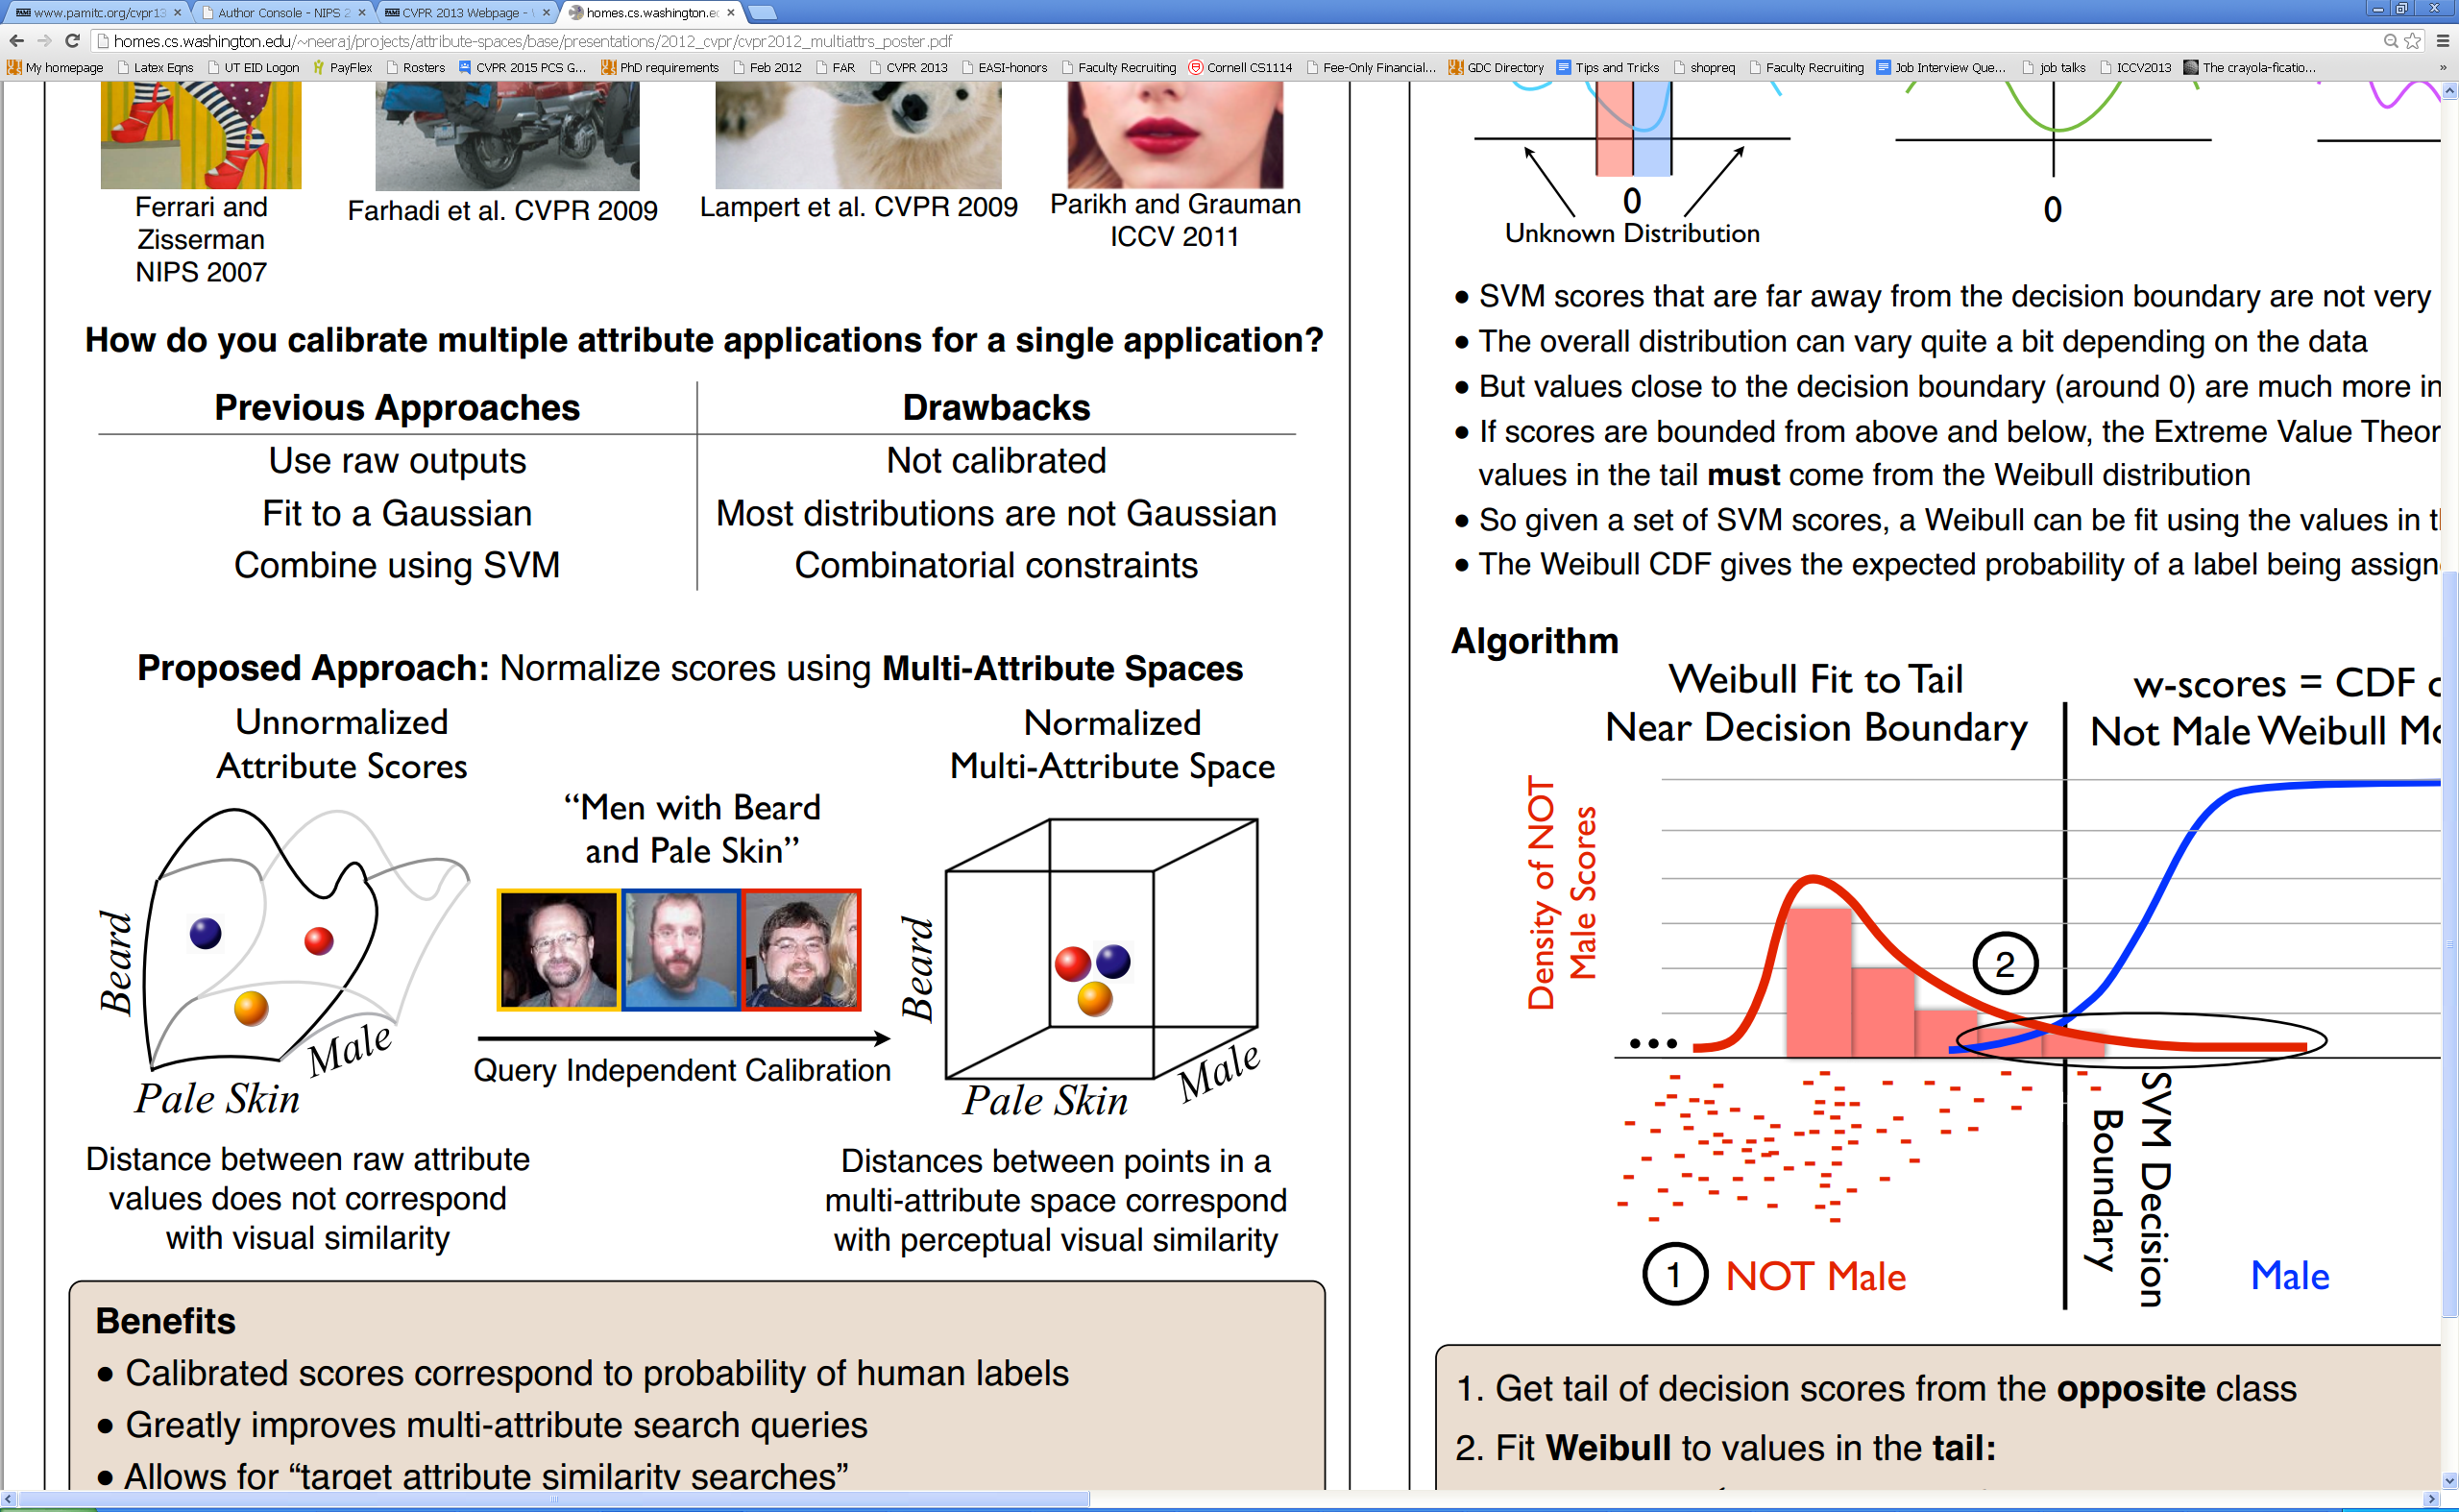 www.pamitc.org/cvpr13
Author Console - NIPS 2
CVPR 2013 Webpage -
homes.cs.washington.ed
homes.cs.washington.edu/~neeraj/projects/attribute-spaces/base/presentations/2012_cvpr/cvpr2012_multiattrs_poster.pdf
My homepage
Latex Eqns
UT EID Logon
PayFlex
Rosters
CVPR 2015 PCS G...
PhD requirements
Feb 2012
FAR
CVPR 2013
EASI-honors
Faculty Recruiting
Cornell CS1114
Fee-Only Financial...
GDC Directory
Tips and Tricks
shopreq
Faculty Recruiting
Job Interview Que...
job talks
ICCV2013
The crayola-ficatio...
»
Ferrari and
Zisserman
NIPS 2007
Farhadi et al. CVPR 2009
Lampert et al. CVPR 2009
Parikh and Grauman
ICCV 2011
How do you calibrate multiple attribute applications for a single application?
Previous Approaches
Drawbacks
Use raw outputs
Not calibrated
Fit to a Gaussian
Most distributions are not Gaussian
Combine using SVM
Combinatorial constraints
Proposed Approach: Normalize scores using Multi-Attribute Spaces
Unnormalized
Attribute Scores
"Men with Beard
and Pale Skin"
Normalized
Multi-Attribute Space
Beard
Pale Skin
Male
Query Independent Calibration
Beard
Pale Skin
Male
Distance between raw attribute
values does not correspond
with visual similarity
Distances between points in a
multi-attribute space correspond
with perceptual visual similarity
Benefits
• Calibrated scores correspond to probability of human labels
• Greatly improves multi-attribute search queries
• Allows for "target attribute similarity searches"
0
Unknown Distribution
0
• SVM scores that are far away from the decision boundary are not very
• The overall distribution can vary quite a bit depending on the data
• But values close to the decision boundary (around 0) are much more in
• If scores are bounded from above and below, the Extreme Value Theor
values in the tail must come from the Weibull distribution
• So given a set of SVM scores, a Weibull can be fit using the values in t
• The Weibull CDF gives the expected probability of a label being assign
Algorithm
Weibull Fit to Tail
Near Decision Boundary
w-scores = CDF
Not Male Weibull Mo
Density of NOT
Male Scores
2
...
SVM Decision
Boundary
1
NOT Male
Male
1. Get tail of decision scores from the opposite class
2. Fit Weibull to values in the tail: